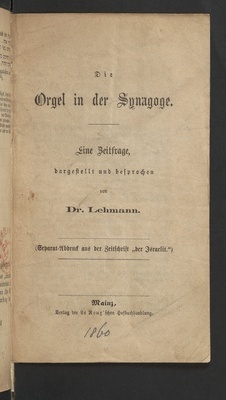 Die
Orgel in der Synagoge.
Eine Zeitfrage,
dargestellt und besprochen
von
Dr. Lehmann.
(Separat-Abdruck aus der Zeitschrift „der Israelit.“)
Mainz,
Verlag der Le Roux'schen Hofbuchhandlung.
1860